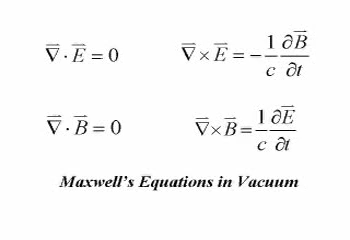 ∇⃗ · E⃗ = 0    ∇⃗ × E⃗ = −(1/c) ∂B⃗/∂t
∇⃗ · B⃗ = 0    ∇⃗ × B⃗ = (1/c) ∂E⃗/∂t
Maxwell's Equations in Vacuum